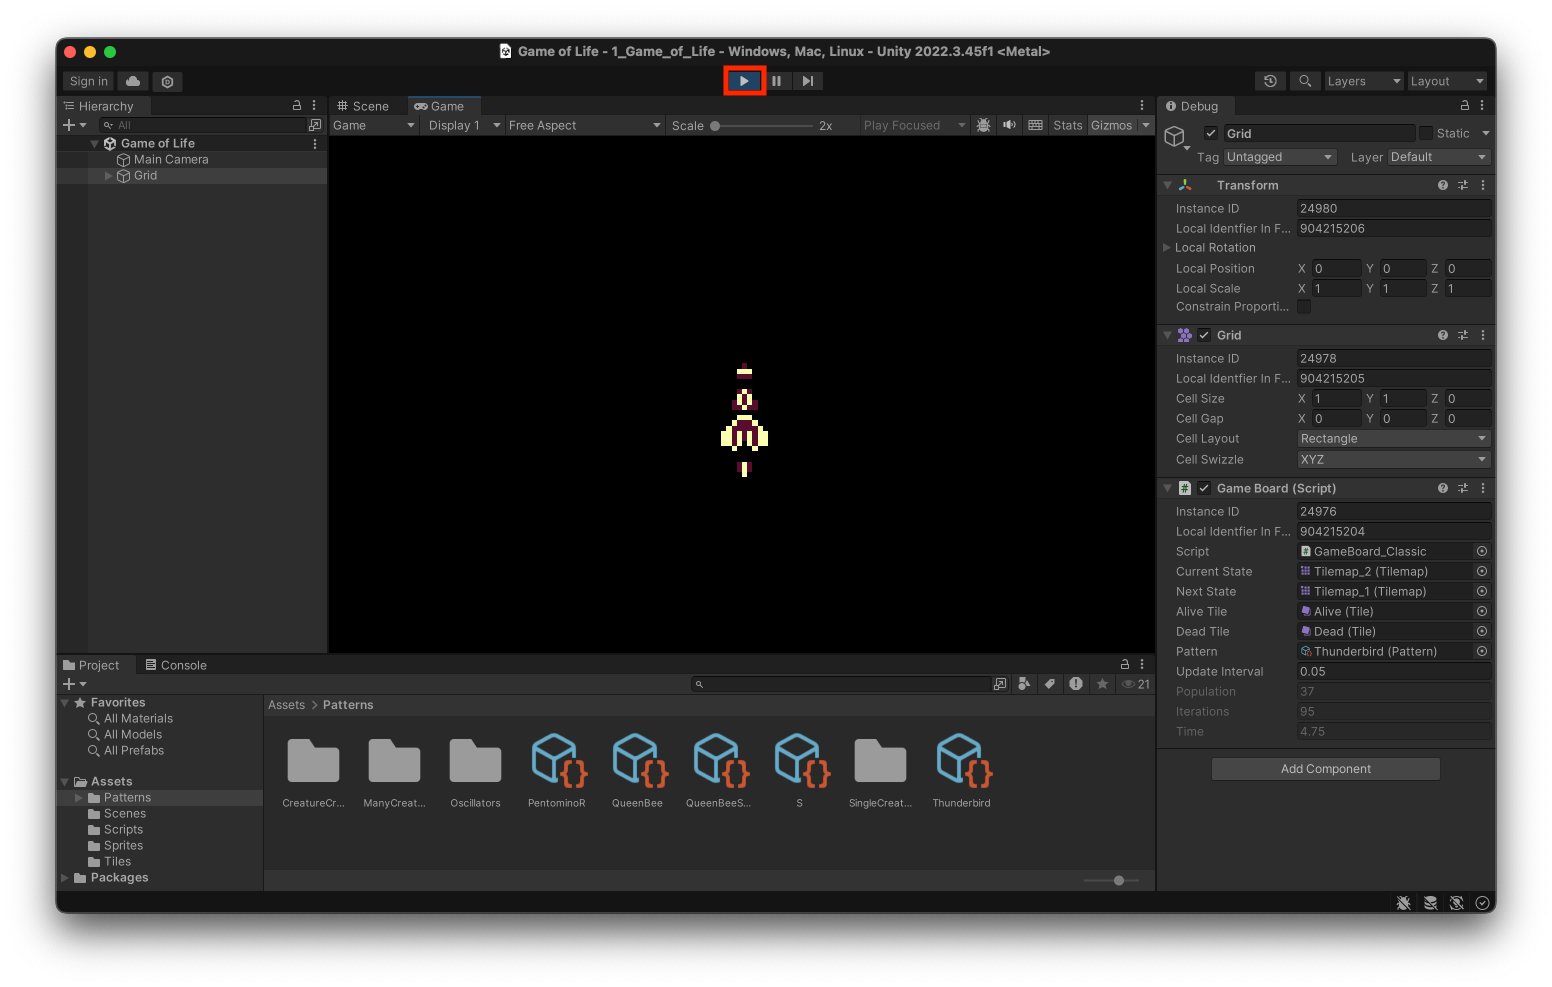 Game of Life - 1_Game_of_Life - Windows, Mac, Linux - Unity 2022.3.45f1 <Metal>
Sign in
Layers
Layout
Hierarchy
All
Game of Life
Main Camera
Grid
Scene
Game
Game
Display 1
Free Aspect
Scale
2x
Play Focused
Stats
Gizmos
Debug
Grid
Static
Tag
Untagged
Layer
Default
Transform
Instance ID
24980
Local Identfier In F...
904215206
Local Rotation
Local Position
X 0 Y 0 Z 0
Local Scale
X 1 Y 1 Z 1
Constrain Proporti...
Grid
Instance ID
24978
Local Identfier In F...
904215205
Cell Size
X 1 Y 1 Z 0
Cell Gap
X 0 Y 0 Z 0
Cell Layout
Rectangle
Cell Swizzle
XYZ
Game Board (Script)
Instance ID
24976
Local Identfier In F...
904215204
Script
GameBoard_Classic
Current State
Tilemap_2 (Tilemap)
Next State
Tilemap_1 (Tilemap)
Alive Tile
Alive (Tile)
Dead Tile
Dead (Tile)
Pattern
Thunderbird (Pattern)
Update Interval
0.05
Population
37
Iterations
95
Time
4.75
Add Component
Project
Console
21
Favorites
All Materials
All Models
All Prefabs
Assets
Patterns
Scenes
Scripts
Sprites
Tiles
Packages
Assets > Patterns
CreatureCr...
ManyCreat...
Oscillators
PentominoR
QueenBee
QueenBeeS...
S
SingleCreat...
Thunderbird